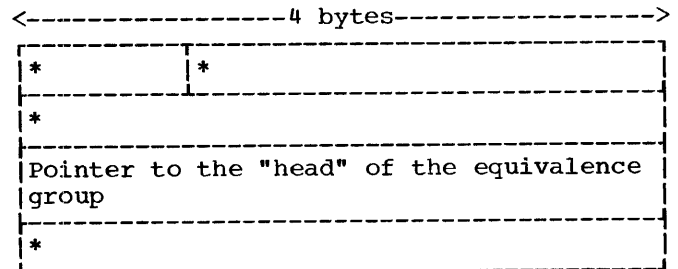 <-----------------4 bytes----------------->
* *
*
Pointer to the "head" of the equivalence
group
*